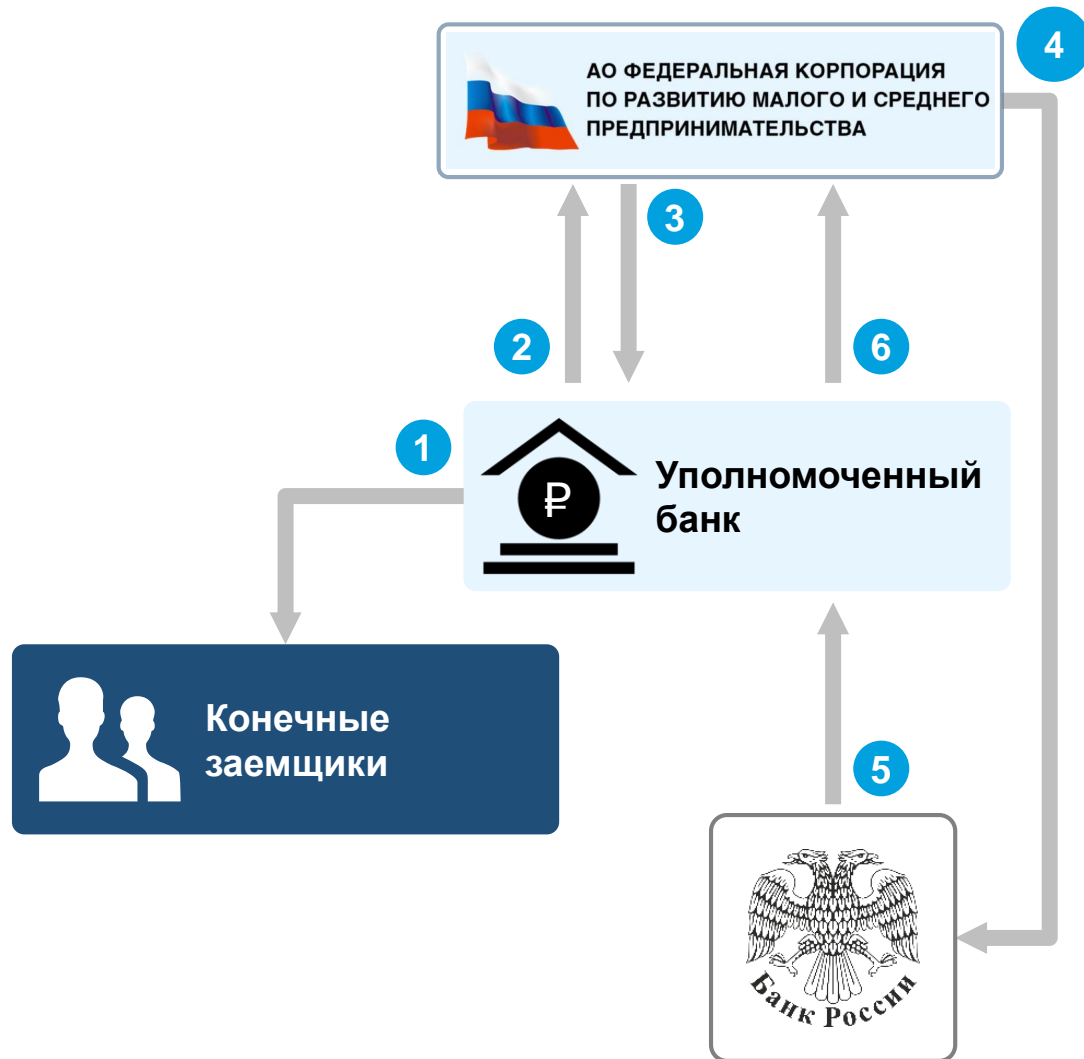 4
АО ФЕДЕРАЛЬНАЯ КОРПОРАЦИЯ
ПО РАЗВИТИЮ МАЛОГО И СРЕДНЕГО
ПРЕДПРИНИМАТЕЛЬСТВА
3
2
6
1
₽
Уполномоченный
банк
Конечные
заемщики
5
Банк России